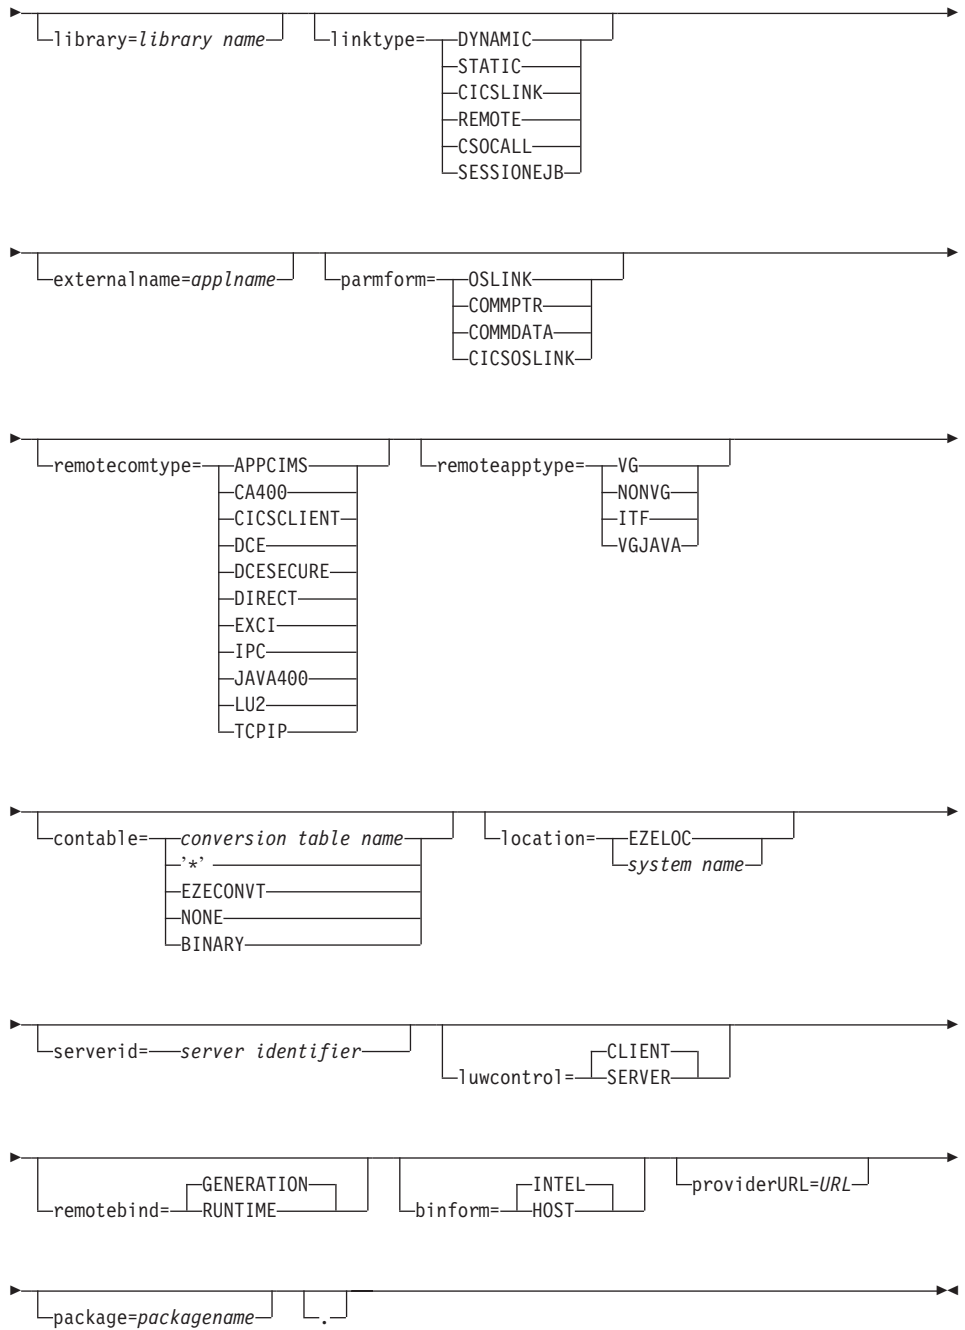 library=library name linktype= DYNAMIC
STATIC
CICSLINK
REMOTE
CSOCALL
SESSIONEJB
externalname=applname parmform= OSLINK
COMMPTR
COMMDATA
CICSOSLINK
remotecomtype= APPCIMS remoteapptype= VG
CA400 NONVG
CICSCLIENT ITF
DCE VGJAVA
DCESECURE
DIRECT
EXCI
IPC
JAVA400
LU2
TCPIP
contable= conversion table name location= EZELOC
'*' system name
EZECONVT
NONE
BINARY
serverid= server identifier CLIENT
luwcontrol= SERVER
GENERATION INTEL providerURL=URL
remotebind= RUNTIME binform= HOST
package=packagename .